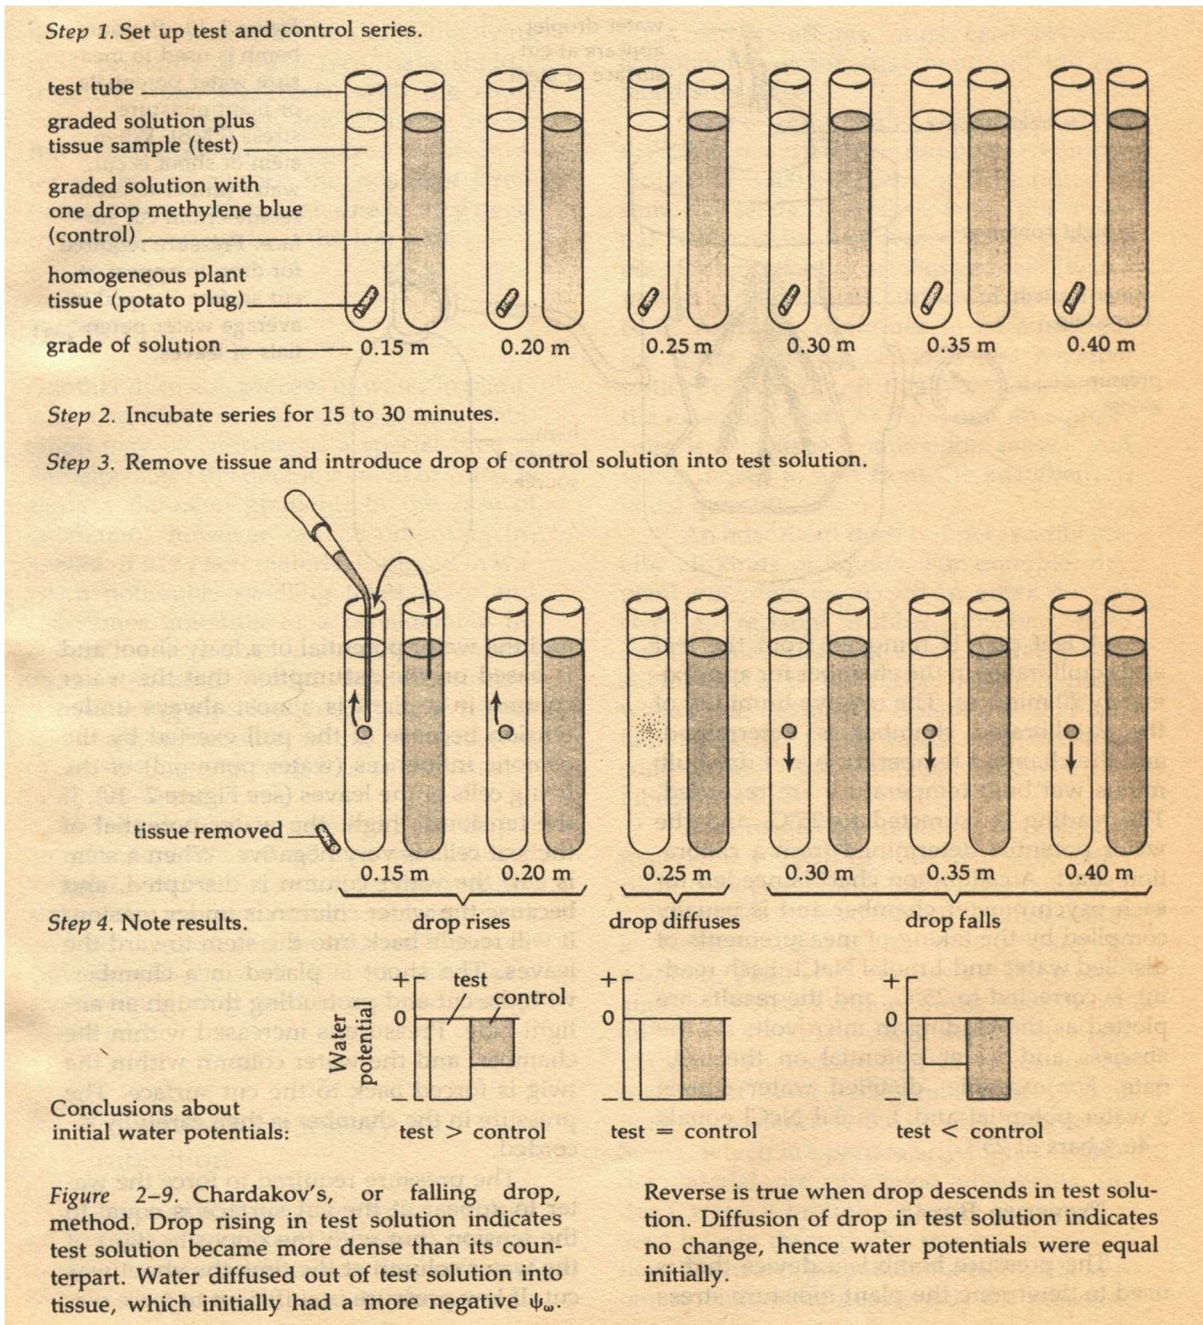 Step 1. Set up test and control series.
test tube
graded solution plus
tissue sample (test)
graded solution with
one drop methylene blue
(control)
homogeneous plant
tissue (potato plug)
grade of solution
0.15 m 0.20 m 0.25 m 0.30 m 0.35 m 0.40 m
Step 2. Incubate series for 15 to 30 minutes.
Step 3. Remove tissue and introduce drop of control solution into test solution.
tissue removed
0.15 m 0.20 m 0.25 m 0.30 m 0.35 m 0.40 m
Step 4. Note results.
drop rises drop diffuses drop falls
Water
potential
+ 0 −
test
control
+ 0 −
+ 0 −
Conclusions about
initial water potentials:
test > control test = control test < control
Figure 2–9. Chardakov's, or falling drop,
method. Drop rising in test solution indicates
test solution became more dense than its coun-
terpart. Water diffused out of test solution into
tissue, which initially had a more negative ψω.
Reverse is true when drop descends in test solu-
tion. Diffusion of drop in test solution indicates
no change, hence water potentials were equal
initially.